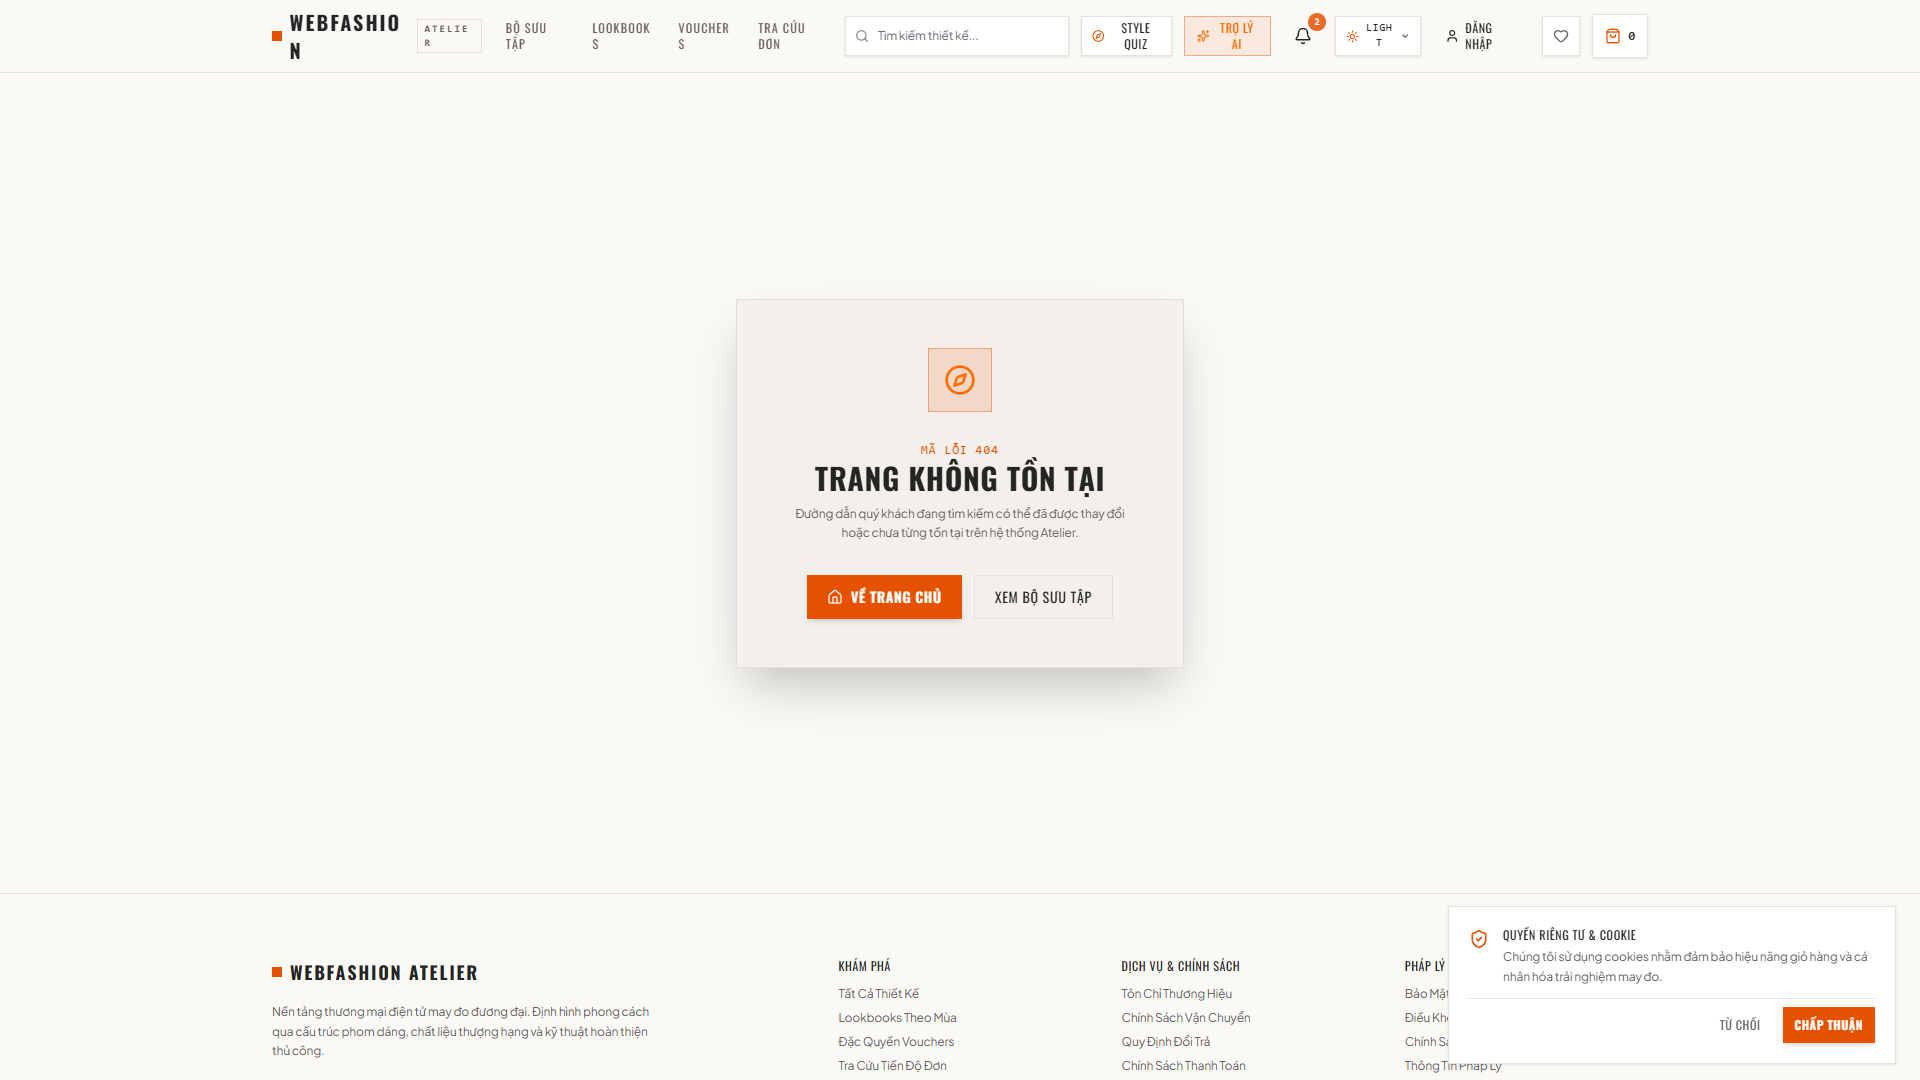 WEBFASHIO
N
ATELIE
R
BỘ SƯU
TẬP
LOOKBOOK
S
VOUCHER
S
TRA CỨU
ĐƠN
Tìm kiếm thiết kế...
STYLE
QUIZ
TRỢ LÝ
AI
2
LIGH
T
ĐĂNG
NHẬP
0
MÃ LỖI 404
TRANG KHÔNG TỒN TẠI
Đường dẫn quý khách đang tìm kiếm có thể đã được thay đổi
hoặc chưa từng tồn tại trên hệ thống Atelier.
VỀ TRANG CHỦ
XEM BỘ SƯU TẬP
WEBFASHION ATELIER
Nền tảng thương mại điện tử may đo đương đại. Định hình phong cách
qua cấu trúc phom dáng, chất liệu thượng hạng và kỹ thuật hoàn thiện
thủ công.
KHÁM PHÁ
Tất Cả Thiết Kế
Lookbooks Theo Mùa
Đặc Quyền Vouchers
Tra Cứu Tiến Độ Đơn
DỊCH VỤ & CHÍNH SÁCH
Tôn Chỉ Thương Hiệu
Chính Sách Vận Chuyển
Quy Định Đổi Trả
Chính Sách Thanh Toán
PHÁP LÝ
Bảo Mật
Điều
Chính
Thông Tin Pháp Lý
QUYỀN RIÊNG TƯ & COOKIE
Chúng tôi sử dụng cookies nhằm đảm bảo hiệu năng giỏ hàng và cá
nhân hóa trải nghiệm may đo.
TỪ CHỐI
CHẤP THUẬN